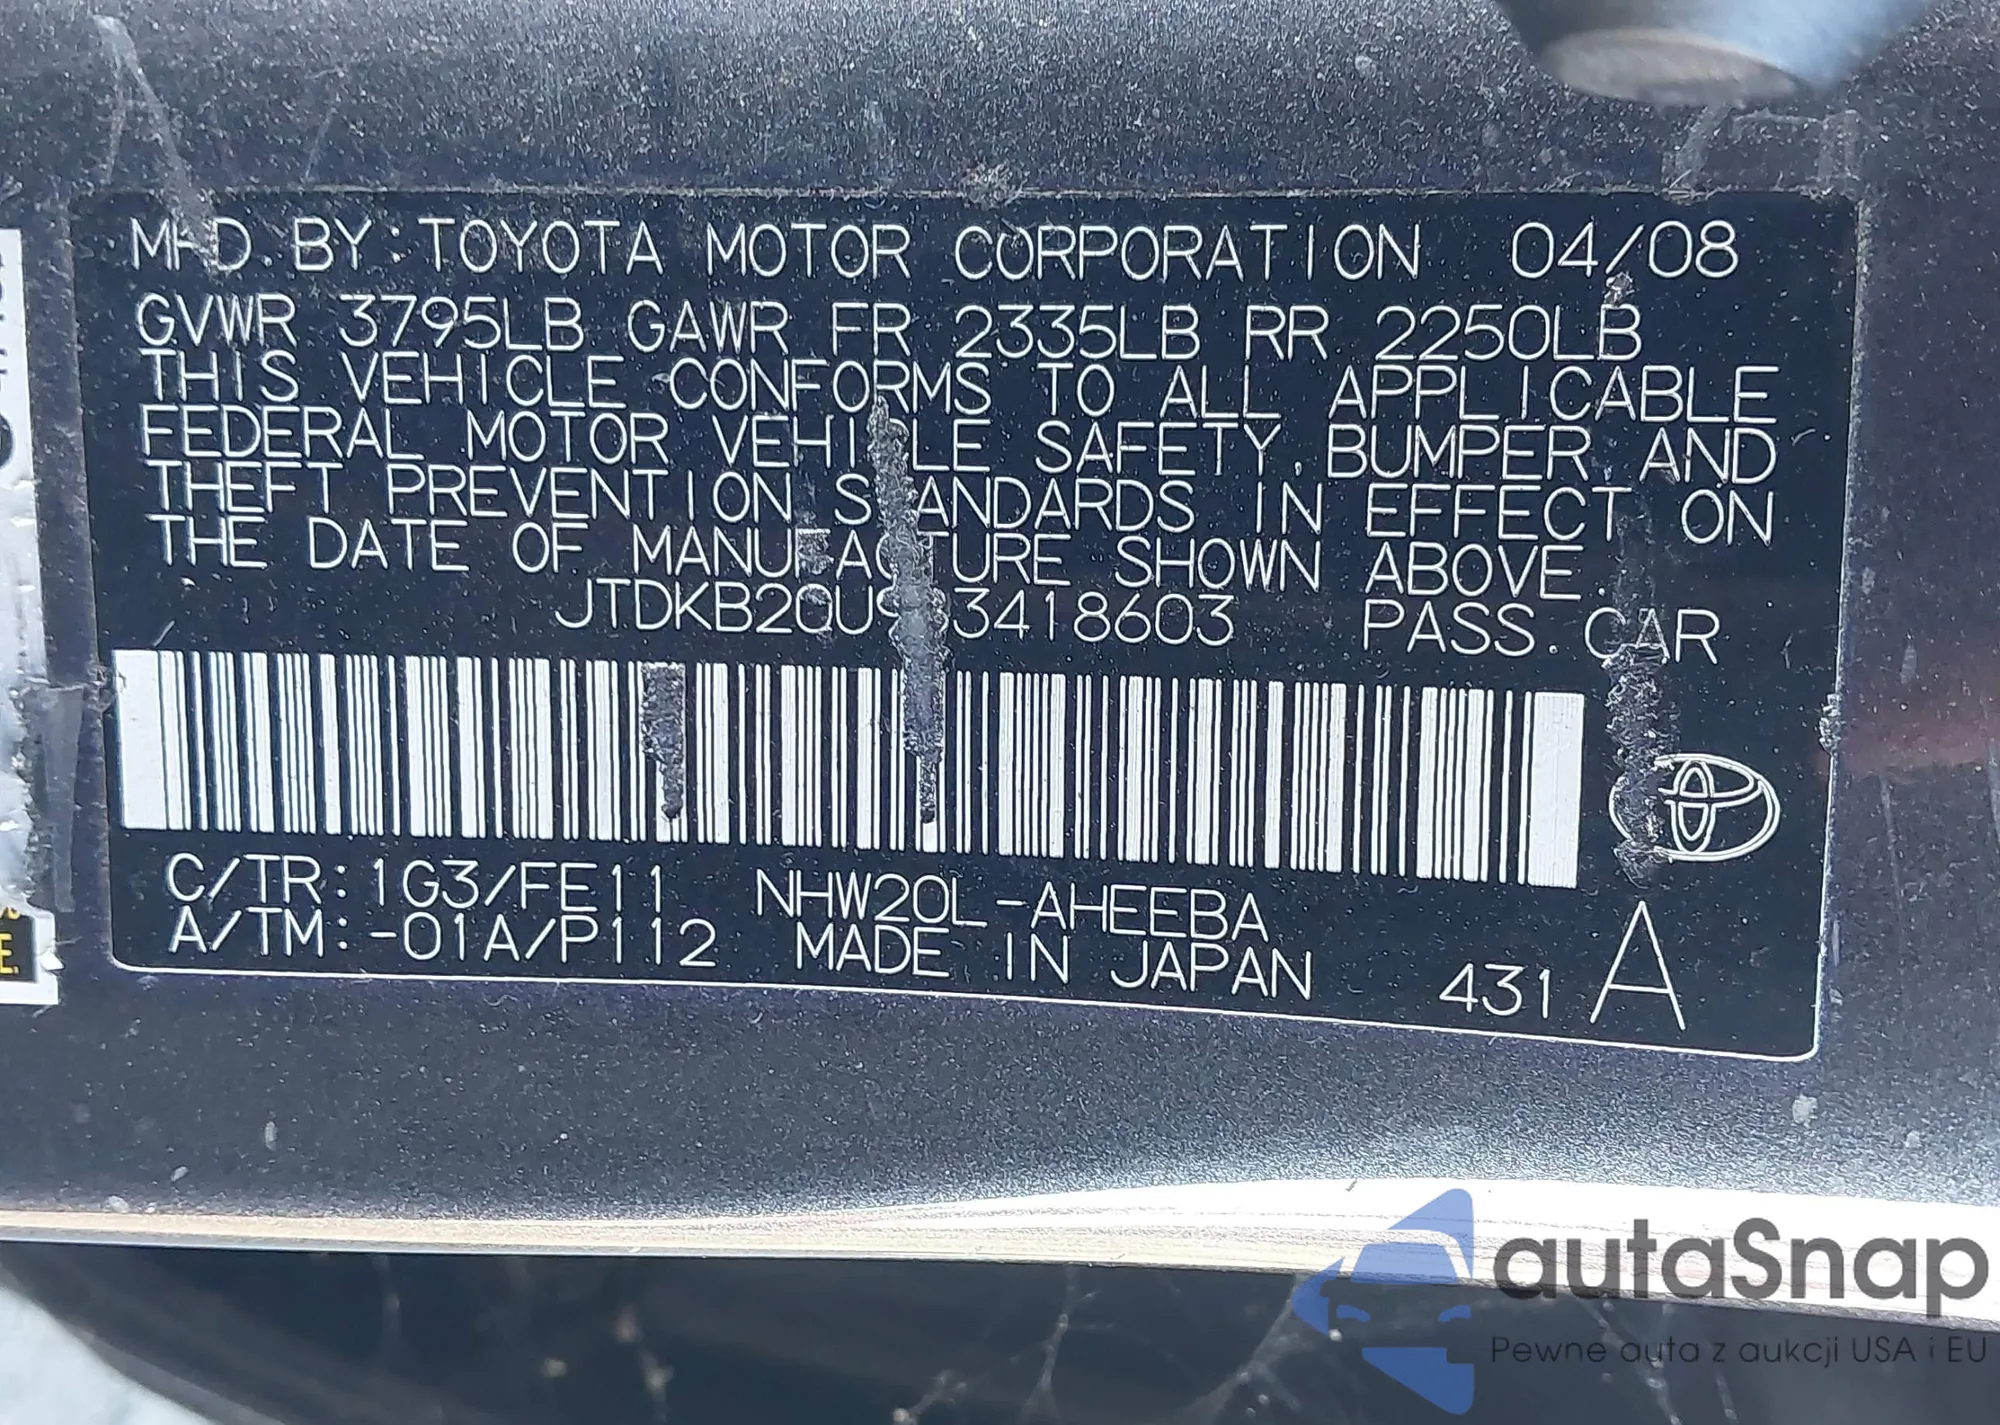 MFD. BY: TOYOTA MOTOR CORPORATION 04/08
GVWR 3795LB GAWR FR 2335LB RR 2250LB
THIS VEHICLE CONFORMS TO ALL APPLICABLE
FEDERAL MOTOR VEHICLE SAFETY, BUMPER AND
THEFT PREVENTION STANDARDS IN EFFECT ON
THE DATE OF MANUFACTURE SHOWN ABOVE.
JTDKB20U983418603 PASS. CAR
C/TR: 1G3/FE11 NHW20L-AHEEBA
A/TM: -01A/P112 MADE IN JAPAN 431 A
autoSnap
Pewne auta z aukcji USA i EU